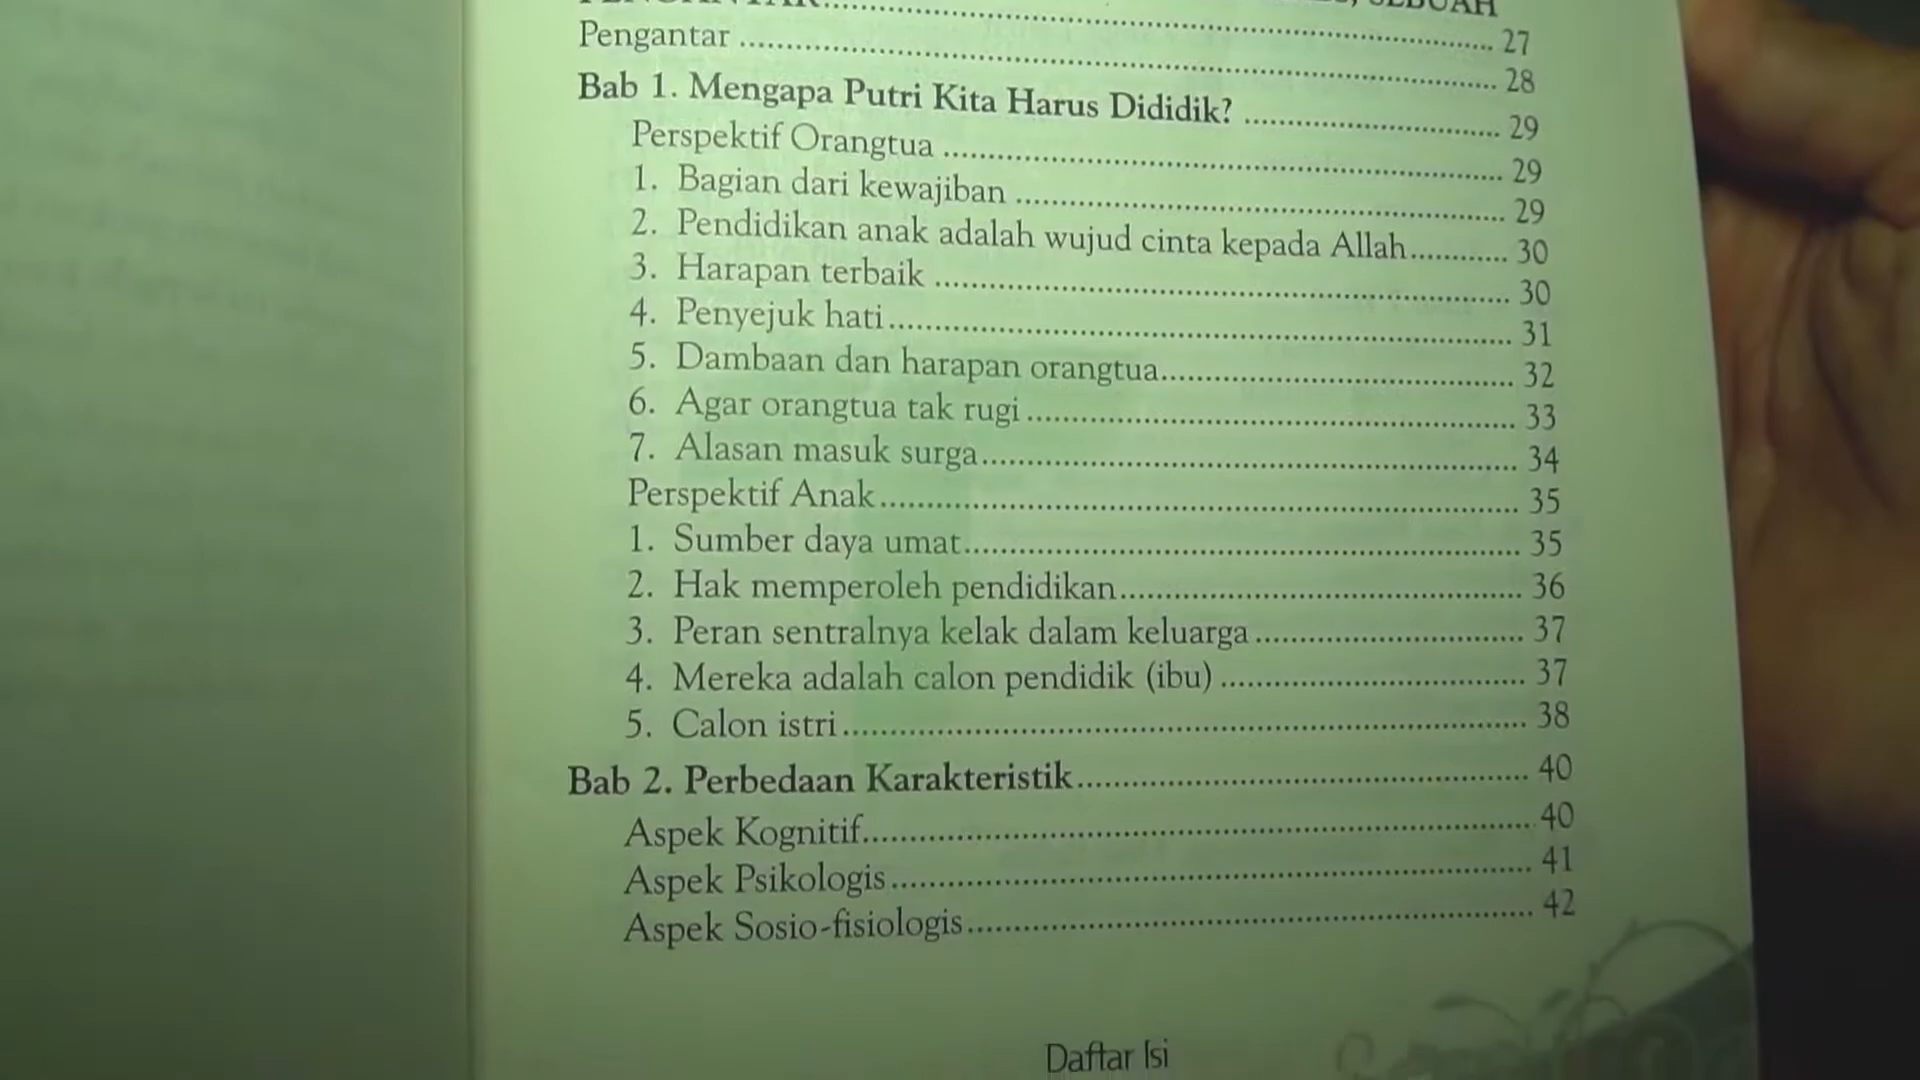 SEBUAH
PENGANTAR ........ 27
Pengantar ........ 28
Bab 1. Mengapa Putri Kita Harus Dididik? ........ 29
Perspektif Orangtua ........ 29
1. Bagian dari kewajiban ........ 29
2. Pendidikan anak adalah wujud cinta kepada Allah ........ 30
3. Harapan terbaik ........ 30
4. Penyejuk hati ........ 31
5. Dambaan dan harapan orangtua ........ 32
6. Agar orangtua tak rugi ........ 33
7. Alasan masuk surga ........ 34
Perspektif Anak ........ 35
1. Sumber daya umat ........ 35
2. Hak memperoleh pendidikan ........ 36
3. Peran sentralnya kelak dalam keluarga ........ 37
4. Mereka adalah calon pendidik (ibu) ........ 37
5. Calon istri ........ 38
Bab 2. Perbedaan Karakteristik ........ 40
Aspek Kognitif ........ 40
Aspek Psikologis ........ 41
Aspek Sosio-fisiologis ........ 42
Daftar Isi